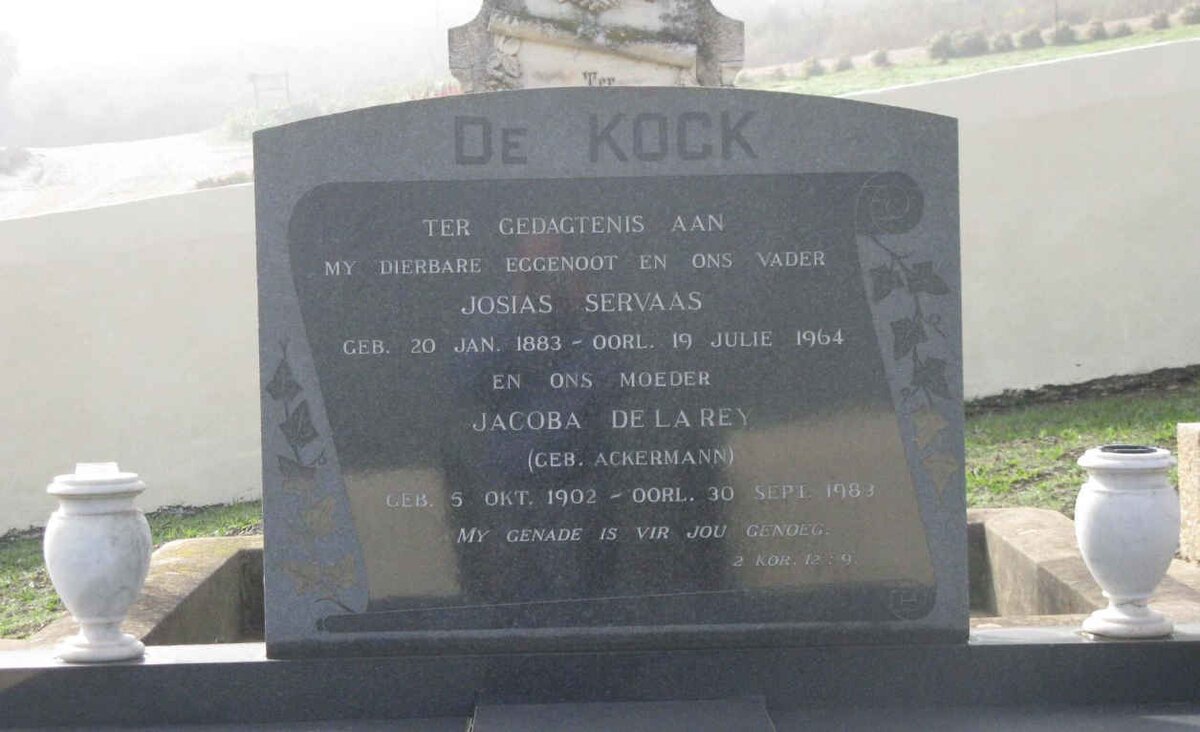 Ter
DE KOCK
TER GEDAGTENIS AAN
MY DIERBARE EGGENOOT EN ONS VADER
JOSIAS SERVAAS
GEB. 20 JAN. 1883 - OORL. 19 JULIE 1964
EN ONS MOEDER
JACOBA DE LA REY
(GEB. ACKERMANN)
GEB. 5 OKT. 1902 - OORL. 30 SEPT. 1983
MY GENADE IS VIR JOU GENOEG.
2 KOR. 12:9.